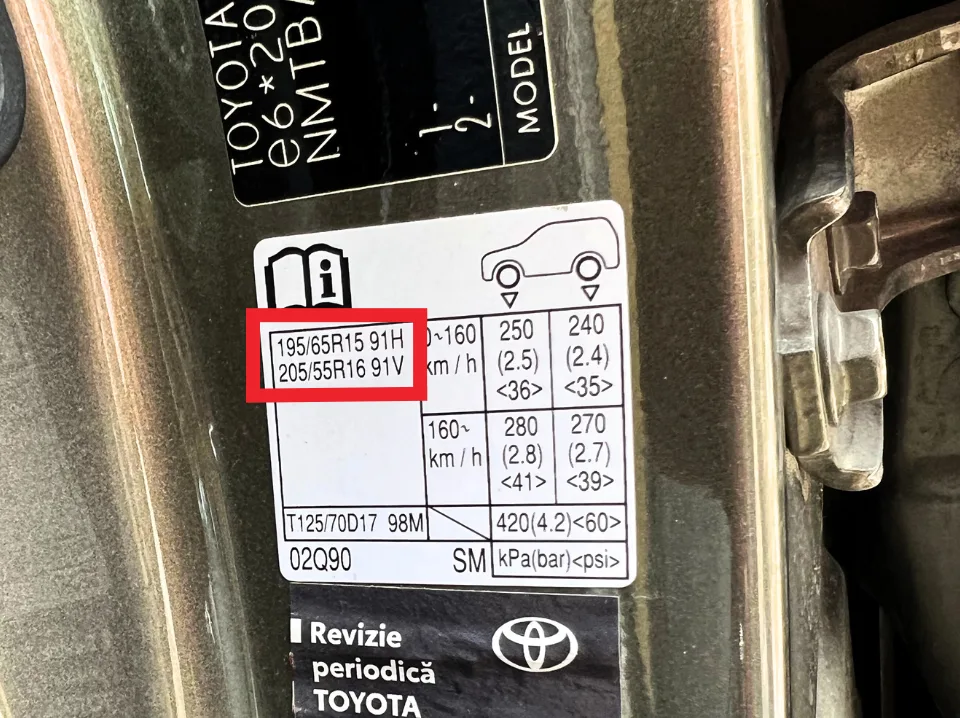 TOYOTA
e6*20
NMTB
1-
2-
MODEL
i
195/65R15 91H
205/55R16 91V
0~160
km / h
250
(2.5)
<36>
240
(2.4)
<35>
160~
km / h
280
(2.8)
<41>
270
(2.7)
<39>
T125/70D17 98M
420(4.2)<60>
02Q90
SM
kPa(bar)<psi>
Revizie
periodică
TOYOTA